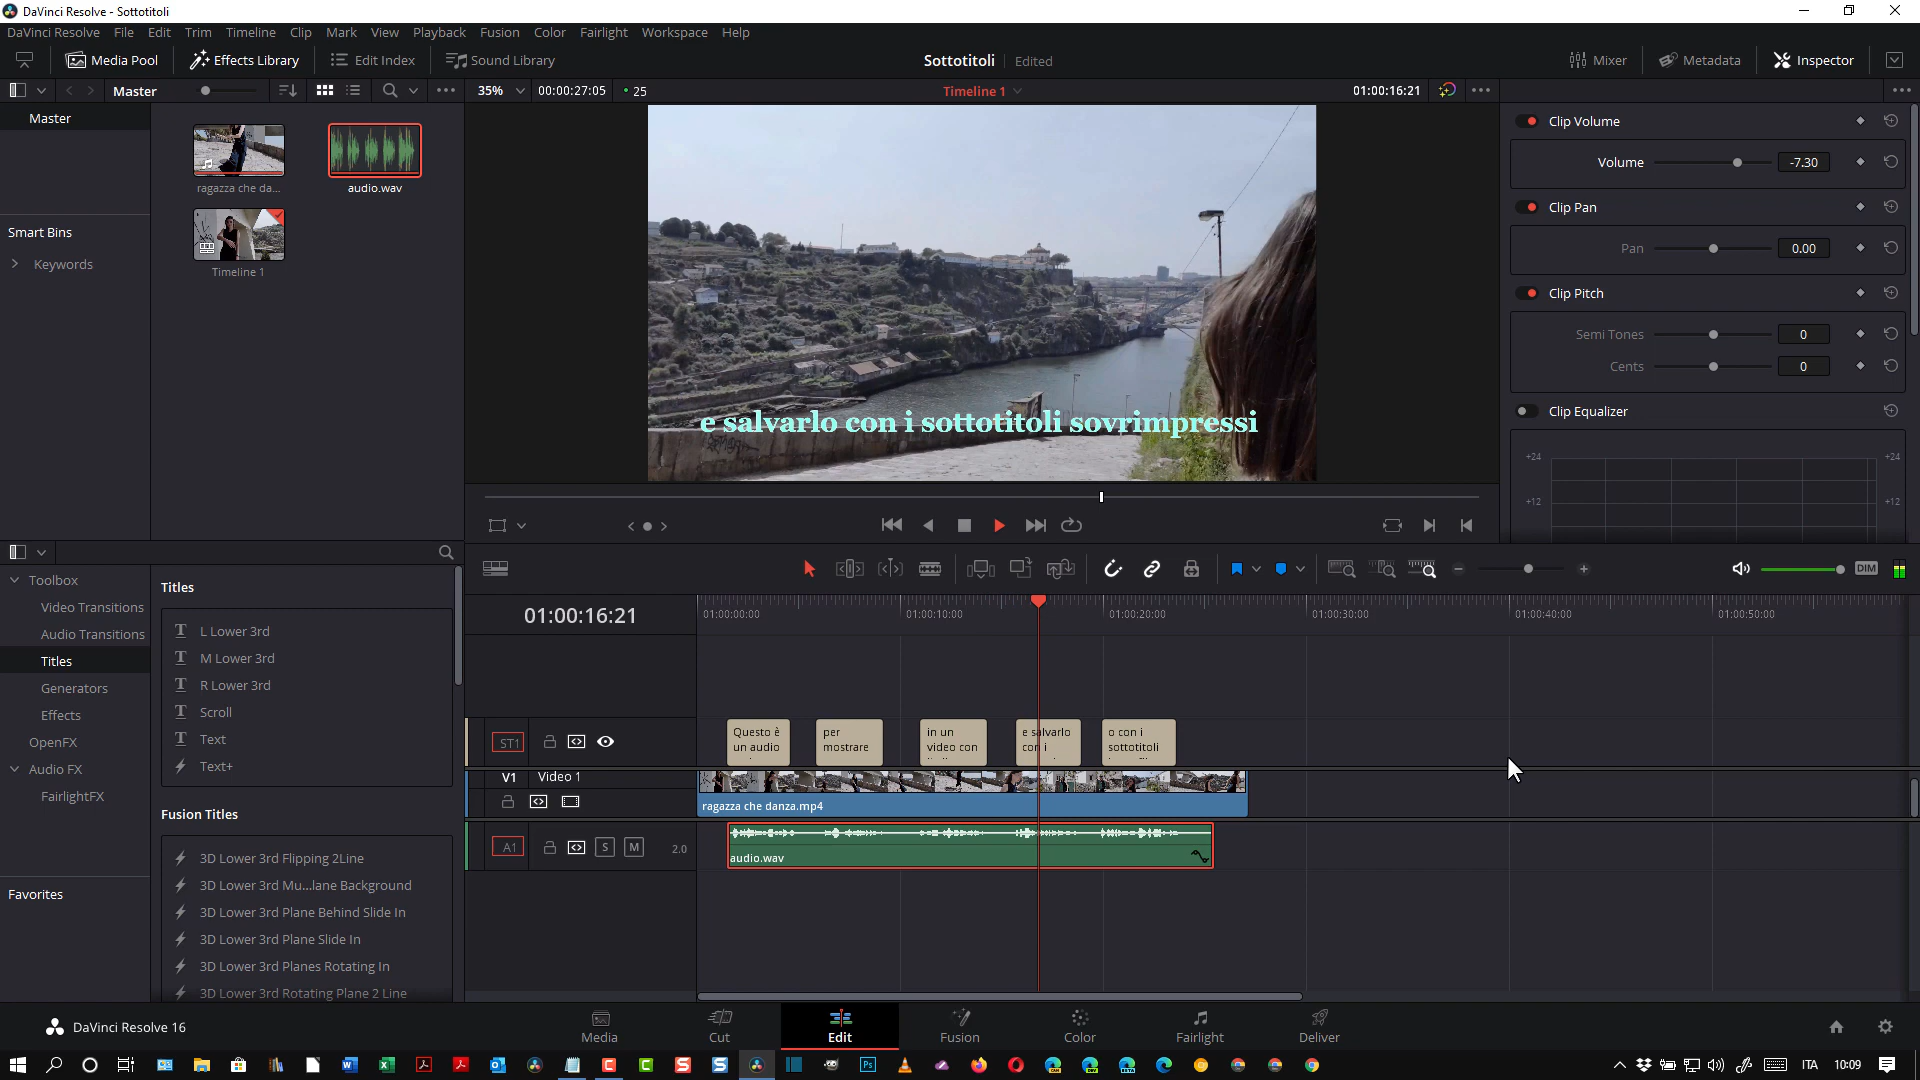 DaVinci Resolve - Sottotitoli
DaVinci Resolve File Edit Trim Timeline Clip Mark View Playback Fusion Color Fairlight Workspace Help
Media Pool Effects Library Edit Index Sound Library Sottotitoli Edited Mixer Metadata Inspector
Master 35% 00:00:27:05 25 Timeline 1 01:00:16:21
Master
ragazza che da...
audio.wav
Timeline 1
Smart Bins
Keywords
e salvarlo con i sottotitoli sovrimpressi
Clip Volume
Volume -7.30
Clip Pan
Pan 0.00
Clip Pitch
Semi Tones 0
Cents 0
Clip Equalizer
+24 +24
+12 +12
Toolbox
Video Transitions
Audio Transitions
Titles
Generators
Effects
OpenFX
Audio FX
FairlightFX
Favorites
Titles
L Lower 3rd
M Lower 3rd
R Lower 3rd
Scroll
Text
Text+
Fusion Titles
3D Lower 3rd Flipping 2Line
3D Lower 3rd Mu...lane Background
3D Lower 3rd Plane Behind Slide In
3D Lower 3rd Plane Slide In
3D Lower 3rd Planes Rotating In
3D Lower 3rd Rotating Plane 2 Line
DIM
01:00:16:21
01:00:00:00 01:00:10:00 01:00:20:00 01:00:30:00 01:00:40:00 01:00:50:00
ST1
Questo è
un audio
per
mostrare
in un
video con
e salvarlo
con i
o con i
sottotitoli
V1 Video 1
ragazza che danza.mp4
A1 S M 2.0
audio.wav
DaVinci Resolve 16
Media Cut Edit Fusion Color Fairlight Deliver
ITA 10:09